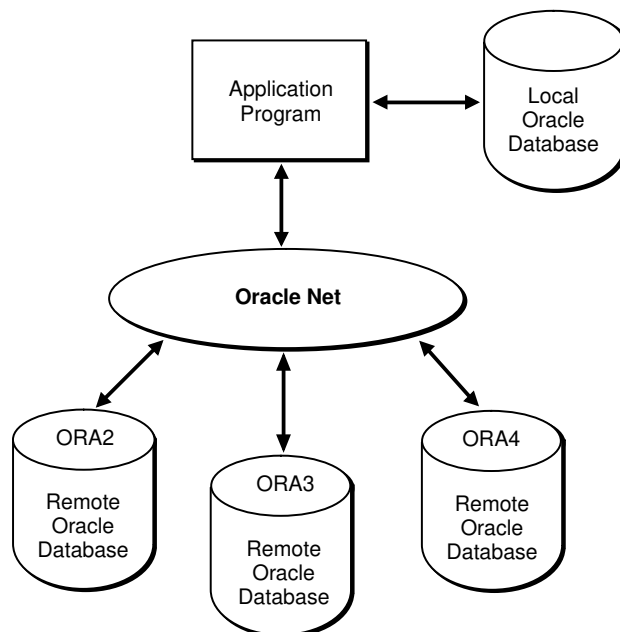 Application
Program
Local
Oracle
Database
Oracle Net
ORA2
Remote
Oracle
Database
ORA3
Remote
Oracle
Database
ORA4
Remote
Oracle
Database